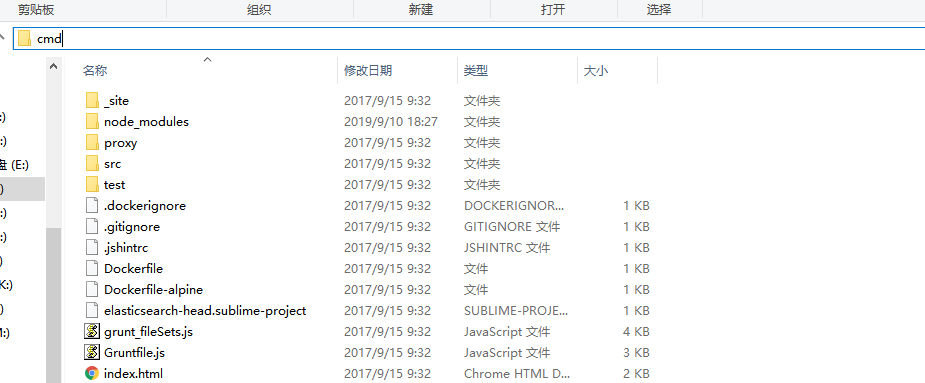 剪贴板 组织 新建 打开 选择
cmd
名称 修改日期 类型 大小
_site 2017/9/15 9:32 文件夹
:) node_modules 2019/9/10 18:27 文件夹
:) proxy 2017/9/15 9:32 文件夹
盘 (E:) src 2017/9/15 9:32 文件夹
) test 2017/9/15 9:32 文件夹
:) .dockerignore 2017/9/15 9:32 DOCKERIGNOR... 1 KB
:) .gitignore 2017/9/15 9:32 GITIGNORE 文件 1 KB
) .jshintrc 2017/9/15 9:32 JSHINTRC 文件 1 KB
K:) Dockerfile 2017/9/15 9:32 文件 1 KB
) Dockerfile-alpine 2017/9/15 9:32 文件 1 KB
M:) elasticsearch-head.sublime-project 2017/9/15 9:32 SUBLIME-PROJE... 1 KB
grunt_fileSets.js 2017/9/15 9:32 JavaScript 文件 4 KB
Gruntfile.js 2017/9/15 9:32 JavaScript 文件 3 KB
index.html 2017/9/15 9:32 Chrome HTML D... 2 KB